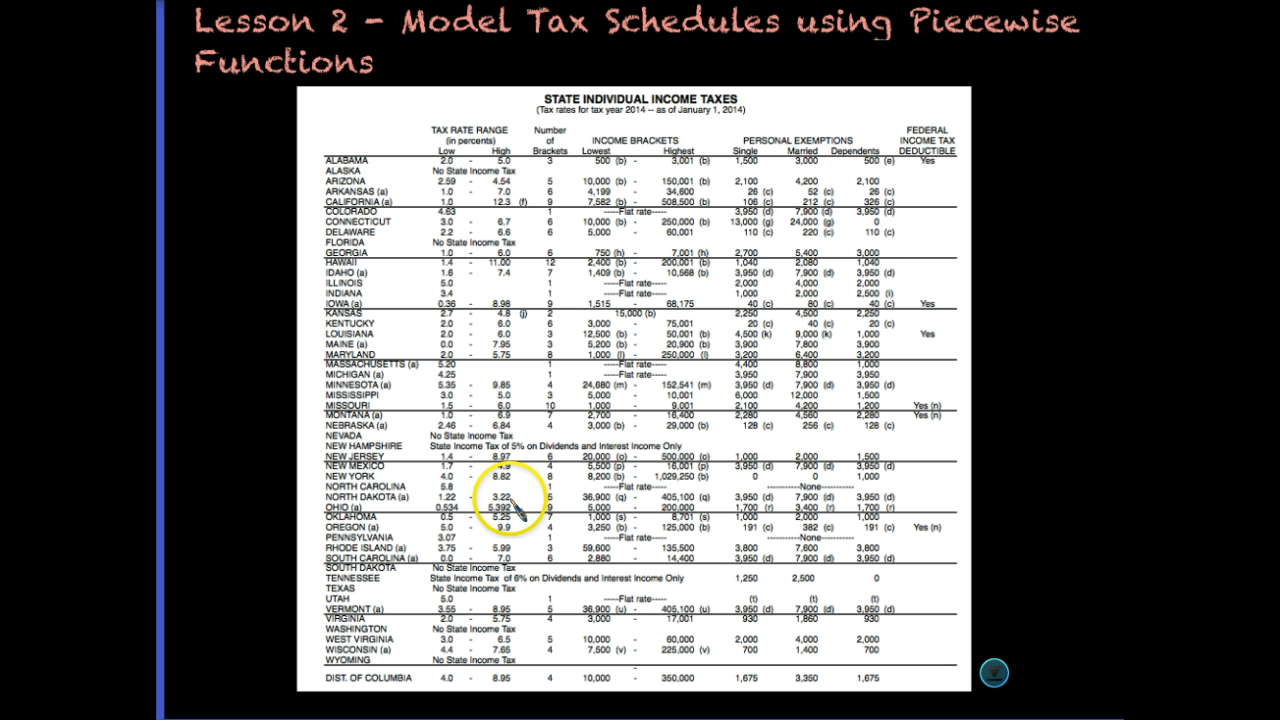 Lesson 2 - Model Tax Schedules using Piecewise
Functions
STATE INDIVIDUAL INCOME TAXES
(Tax rates for tax year 2014 -- as of January 1, 2014)
TAX RATE RANGE Number FEDERAL
(in percents) of INCOME BRACKETS PERSONAL EXEMPTIONS INCOME TAX
Low High Brackets Lowest Highest Single Married Dependents DEDUCTIBLE
ALABAMA 2.0 - 5.0 3 500 (b) - 3,001 (b) 1,500 3,000 500 (e) Yes
ALASKA No State Income Tax
ARIZONA 2.59 - 4.54 5 10,000 (b) - 150,001 (b) 2,100 4,200 2,100
ARKANSAS (a) 1.0 - 7.0 6 4,199 - 34,600 26 (c) 52 (c) 26 (c)
CALIFORNIA (a) 1.0 12.3 (f) 9 7,582 (b) - 508,500 (b) 106 (c) 212 (c) 326 (c)
COLORADO 4.63 1 -----Flat rate----- 3,950 (d) 7,900 (d) 3,950 (d)
CONNECTICUT 3.0 - 6.7 6 10,000 (b) - 250,000 (b) 13,000 (g) 24,000 (g) 0
DELAWARE 2.2 - 6.6 6 5,000 - 60,001 110 (c) 220 (c) 110 (c)
FLORIDA No State Income Tax
GEORGIA 1.0 - 6.0 6 750 (h) - 7,001 (h) 2,700 5,400 3,000
HAWAII 1.4 - 11.00 12 2,400 (b) - 200,001 (b) 1,040 2,080 1,040
IDAHO (a) 1.6 - 7.4 7 1,409 (b) - 10,568 (b) 3,950 (d) 7,900 (d) 3,950 (d)
ILLINOIS 5.0 1 -----Flat rate----- 2,000 4,000 2,000
INDIANA 3.4 1 -----Flat rate----- 1,000 2,000 2,500 (i)
IOWA (a) 0.36 - 8.98 9 1,515 - 68,175 40 (c) 80 (c) 40 (c) Yes
KANSAS 2.7 - 4.8 (j) 2 15,000 (b) 2,250 4,500 2,250
KENTUCKY 2.0 - 6.0 6 3,000 - 75,001 20 (c) 40 (c) 20 (c)
LOUISIANA 2.0 - 6.0 3 12,500 (b) - 50,001 (b) 4,500 (k) 9,000 (k) 1,000 Yes
MAINE (a) 0.0 - 7.95 3 5,200 (b) - 20,900 (b) 3,900 7,800 3,900
MARYLAND 2.0 - 5.75 8 1,000 (l) - 250,000 (l) 3,200 6,400 3,200
MASSACHUSETTS (a) 5.20 1 -----Flat rate----- 4,400 8,800 1,000
MICHIGAN (a) 4.25 1 -----Flat rate----- 3,950 7,900 3,950
MINNESOTA (a) 5.35 - 9.85 4 24,680 (m) - 152,541 (m) 3,950 (d) 7,900 (d) 3,950 (d)
MISSISSIPPI 3.0 - 5.0 3 5,000 - 10,001 6,000 12,000 1,500
MISSOURI 1.5 - 6.0 10 1,000 - 9,001 2,100 4,200 1,200 Yes (n)
MONTANA (a) 1.0 - 6.9 7 2,700 - 16,400 2,280 4,560 2,280 Yes (n)
NEBRASKA (a) 2.46 - 6.84 4 3,000 (b) - 29,000 (b) 128 (c) 256 (c) 128 (c)
NEVADA No State Income Tax
NEW HAMPSHIRE State Income Tax of 5% on Dividends and Interest Income Only
NEW JERSEY 1.4 - 8.97 6 20,000 (o) - 500,000 (o) 1,000 2,000 1,500
NEW MEXICO 1.7 - 4.9 4 5,500 (p) - 16,001 (p) 3,950 (d) 7,900 (d) 3,950 (d)
NEW YORK 4.0 - 8.82 8 8,200 (b) - 1,029,250 (b) 0 0 1,000
NORTH CAROLINA 5.8 1 -----Flat rate----- -----------None-----------
NORTH DAKOTA (a) 1.22 - 3.22 5 36,900 (q) - 405,100 (q) 3,950 (d) 7,900 (d) 3,950 (d)
OHIO (a) 0.534 - 5.392 9 5,000 - 200,000 1,700 (r) 3,400 (r) 1,700 (r)
OKLAHOMA 0.5 - 5.25 7 1,000 (s) - 8,701 (s) 1,000 2,000 1,000
OREGON (a) 5.0 - 9.9 4 3,250 (b) - 125,000 (b) 191 (c) 382 (c) 191 (c) Yes (n)
PENNSYLVANIA 3.07 1 -----Flat rate----- -----------None-----------
RHODE ISLAND (a) 3.75 - 5.99 3 59,600 - 135,500 3,800 7,600 3,800
SOUTH CAROLINA (a) 0.0 - 7.0 6 2,880 - 14,400 3,950 (d) 7,900 (d) 3,950 (d)
SOUTH DAKOTA No State Income Tax
TENNESSEE State Income Tax of 6% on Dividends and Interest Income Only 1,250 2,500 0
TEXAS No State Income Tax
UTAH 5.0 1 -----Flat rate----- (t) (t) (t)
VERMONT (a) 3.55 - 8.95 5 36,900 (u) - 405,100 (u) 3,950 (d) 7,900 (d) 3,950 (d)
VIRGINIA 2.0 - 5.75 4 3,000 - 17,001 930 1,860 930
WASHINGTON No State Income Tax
WEST VIRGINIA 3.0 - 6.5 5 10,000 - 60,000 2,000 4,000 2,000
WISCONSIN (a) 4.4 - 7.65 4 7,500 (v) - 225,000 (v) 700 1,400 700
WYOMING No State Income Tax
-
DIST. OF COLUMBIA 4.0 - 8.95 4 10,000 - 350,000 1,675 3,350 1,675